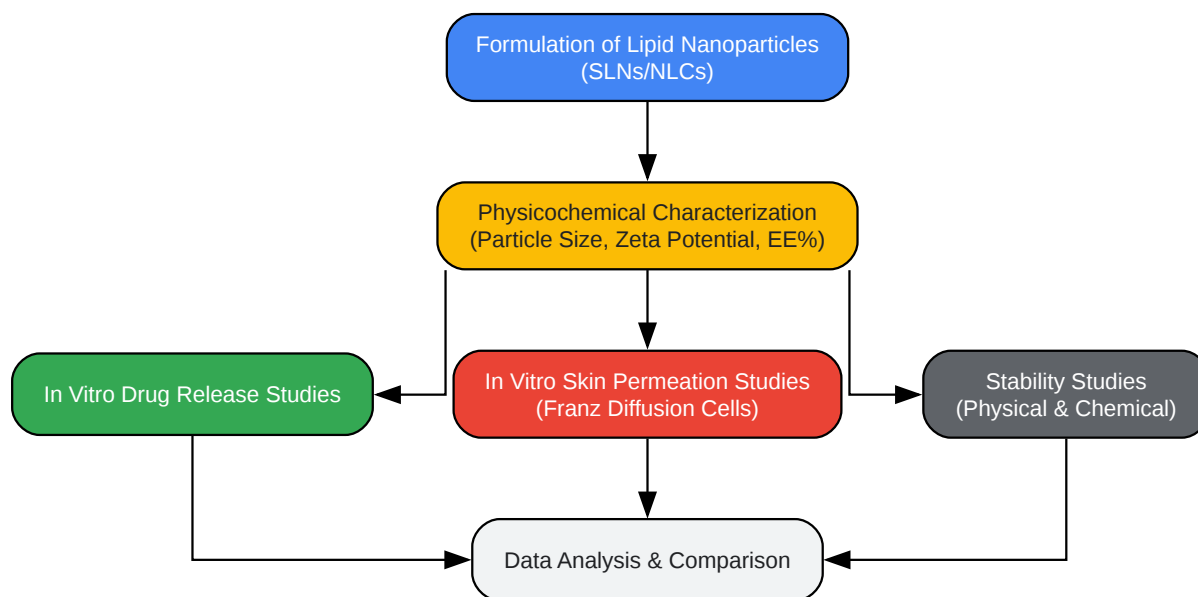 Formulation of Lipid Nanoparticles
(SLNs/NLCs)
Physicochemical Characterization
(Particle Size, Zeta Potential, EE%)
In Vitro Drug Release Studies
In Vitro Skin Permeation Studies
(Franz Diffusion Cells)
Stability Studies
(Physical & Chemical)
Data Analysis & Comparison